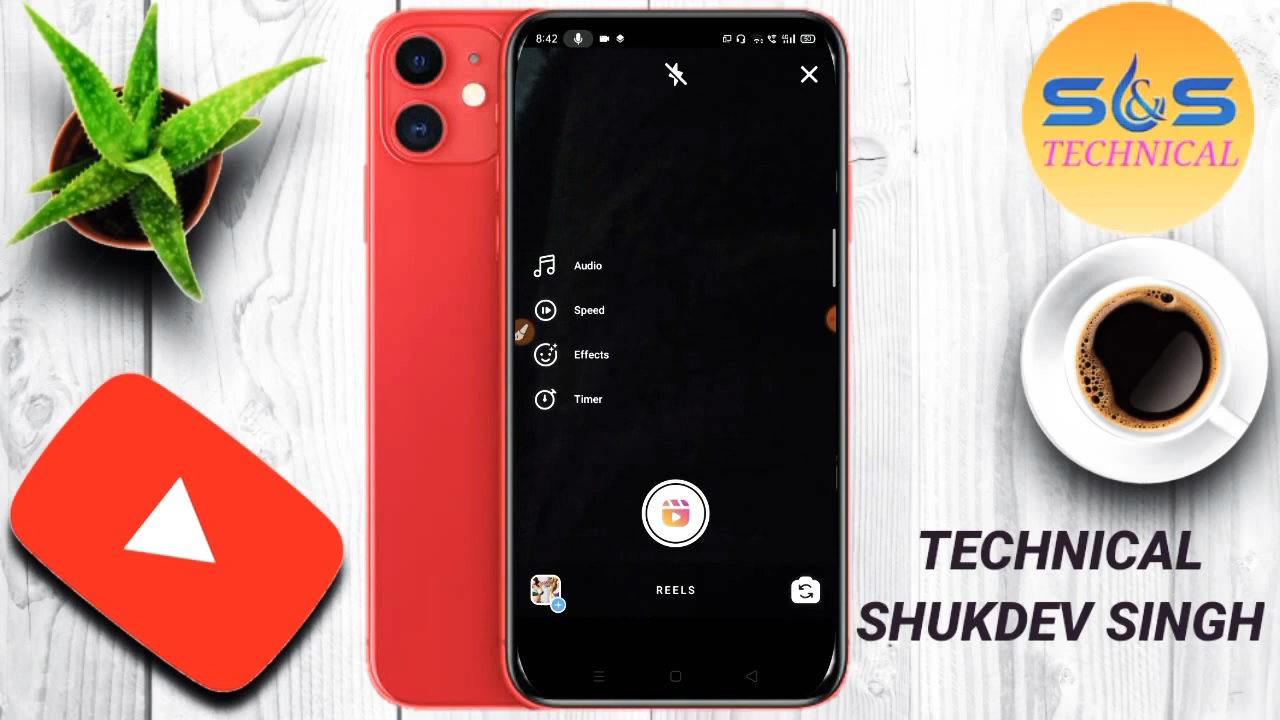 8:42
S&S
TECHNICAL
Audio
Speed
Effects
Timer
REELS
TECHNICAL
SHUKDEV SINGH